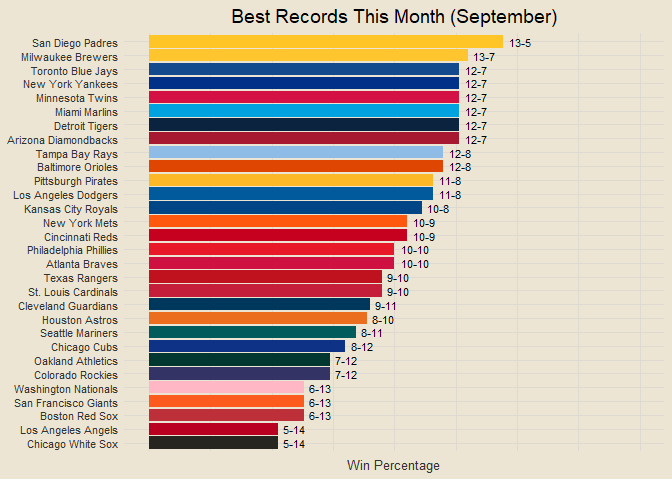 Best Records This Month (September)
San Diego Padres 13-5
Milwaukee Brewers 13-7
Toronto Blue Jays 12-7
New York Yankees 12-7
Minnesota Twins 12-7
Miami Marlins 12-7
Detroit Tigers 12-7
Arizona Diamondbacks 12-7
Tampa Bay Rays 12-8
Baltimore Orioles 12-8
Pittsburgh Pirates 11-8
Los Angeles Dodgers 11-8
Kansas City Royals 10-8
New York Mets 10-9
Cincinnati Reds 10-9
Philadelphia Phillies 10-10
Atlanta Braves 10-10
Texas Rangers 9-10
St. Louis Cardinals 9-10
Cleveland Guardians 9-11
Houston Astros 8-10
Seattle Mariners 8-11
Chicago Cubs 8-12
Oakland Athletics 7-12
Colorado Rockies 7-12
Washington Nationals 6-13
San Francisco Giants 6-13
Boston Red Sox 6-13
Los Angeles Angels 5-14
Chicago White Sox 5-14
Win Percentage